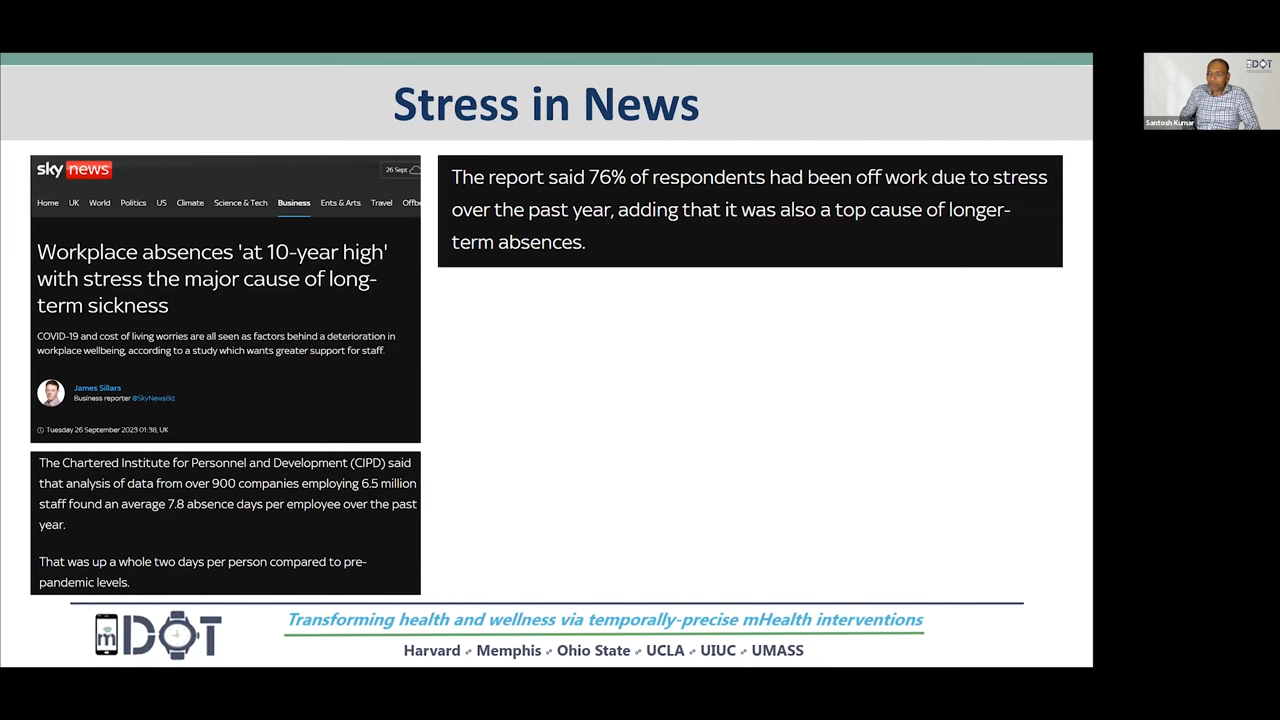 Stress in News
sky news
26 Sept
Home UK World Politics US Climate Science & Tech Business Ents & Arts Travel Offb
Workplace absences 'at 10-year high'
with stress the major cause of long-
term sickness
COVID-19 and cost of living worries are all seen as factors behind a deterioration in
workplace wellbeing, according to a study which wants greater support for staff.
James Sillars
Business reporter @SkyNewsBiz
Tuesday 26 September 2023 01:38, UK
The Chartered Institute for Personnel and Development (CIPD) said
that analysis of data from over 900 companies employing 6.5 million
staff found an average 7.8 absence days per employee over the past
year.
That was up a whole two days per person compared to pre-
pandemic levels.
The report said 76% of respondents had been off work due to stress
over the past year, adding that it was also a top cause of longer-
term absences.
mDOT
Transforming health and wellness via temporally-precise mHealth interventions
Harvard Memphis Ohio State UCLA UIUC UMASS
mDOT
Santosh Kumar